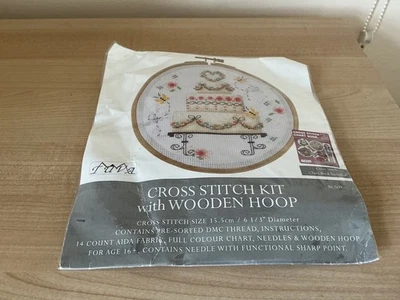 CROSS STITCH KIT
with WOODEN HOOP
CROSS STITCH SIZE 15.5cm / 6 1/3" Diameter
CONTAINS PRE-SORTED DMC THREAD, INSTRUCTIONS,
14 COUNT AIDA FABRIC, FULL COLOUR CHART, NEEDLES & WOODEN HOOP
FOR AGE 16+. CONTAINS NEEDLE WITH FUNCTIONAL SHARP POINT.